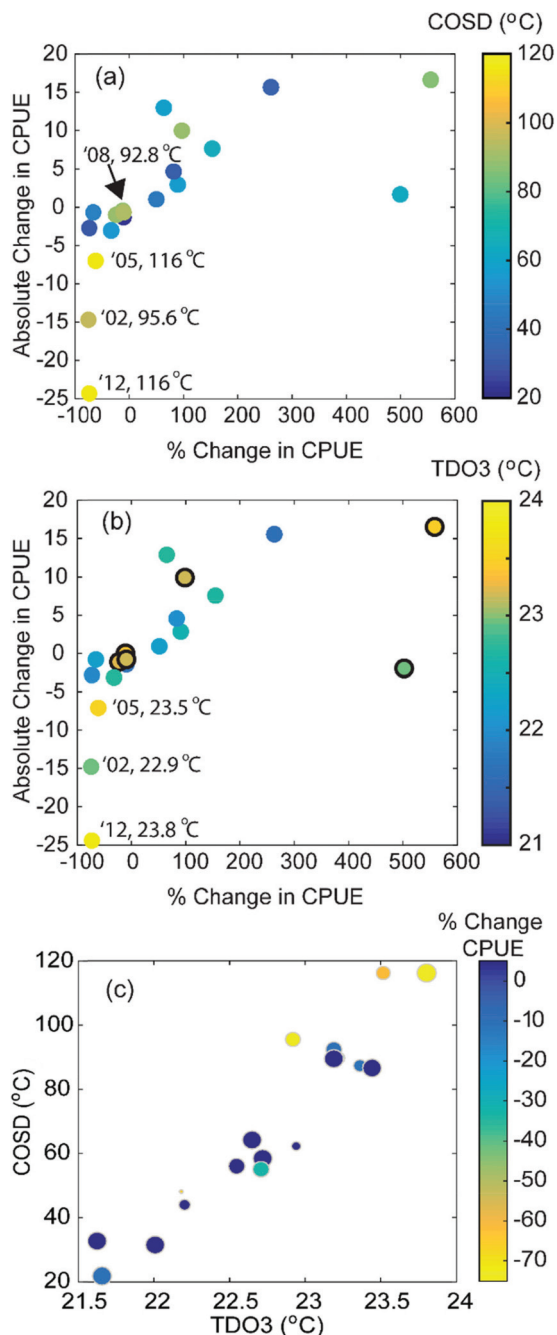 COSD (°C)
(a)
20
15
10
5
0
-5
-10
-15
-20
-25
Absolute Change in CPUE
‘08, 92.8 °C
‘05, 116 °C
‘02, 95.6 °C
‘12, 116 °C
-100 0 100 200 300 400 500 600
% Change in CPUE
120
100
80
60
40
20
TDO3 (°C)
(b)
20
15
10
5
0
-5
-10
-15
-20
-25
Absolute Change in CPUE
‘05, 23.5 °C
‘02, 22.9 °C
‘12, 23.8 °C
-100 0 100 200 300 400 500 600
% Change in CPUE
24
23
22
21
% Change
CPUE
(c)
120
100
80
60
40
20
COSD (°C)
21.5 22 22.5 23 23.5 24
TDO3 (°C)
0
-10
-20
-30
-40
-50
-60
-70